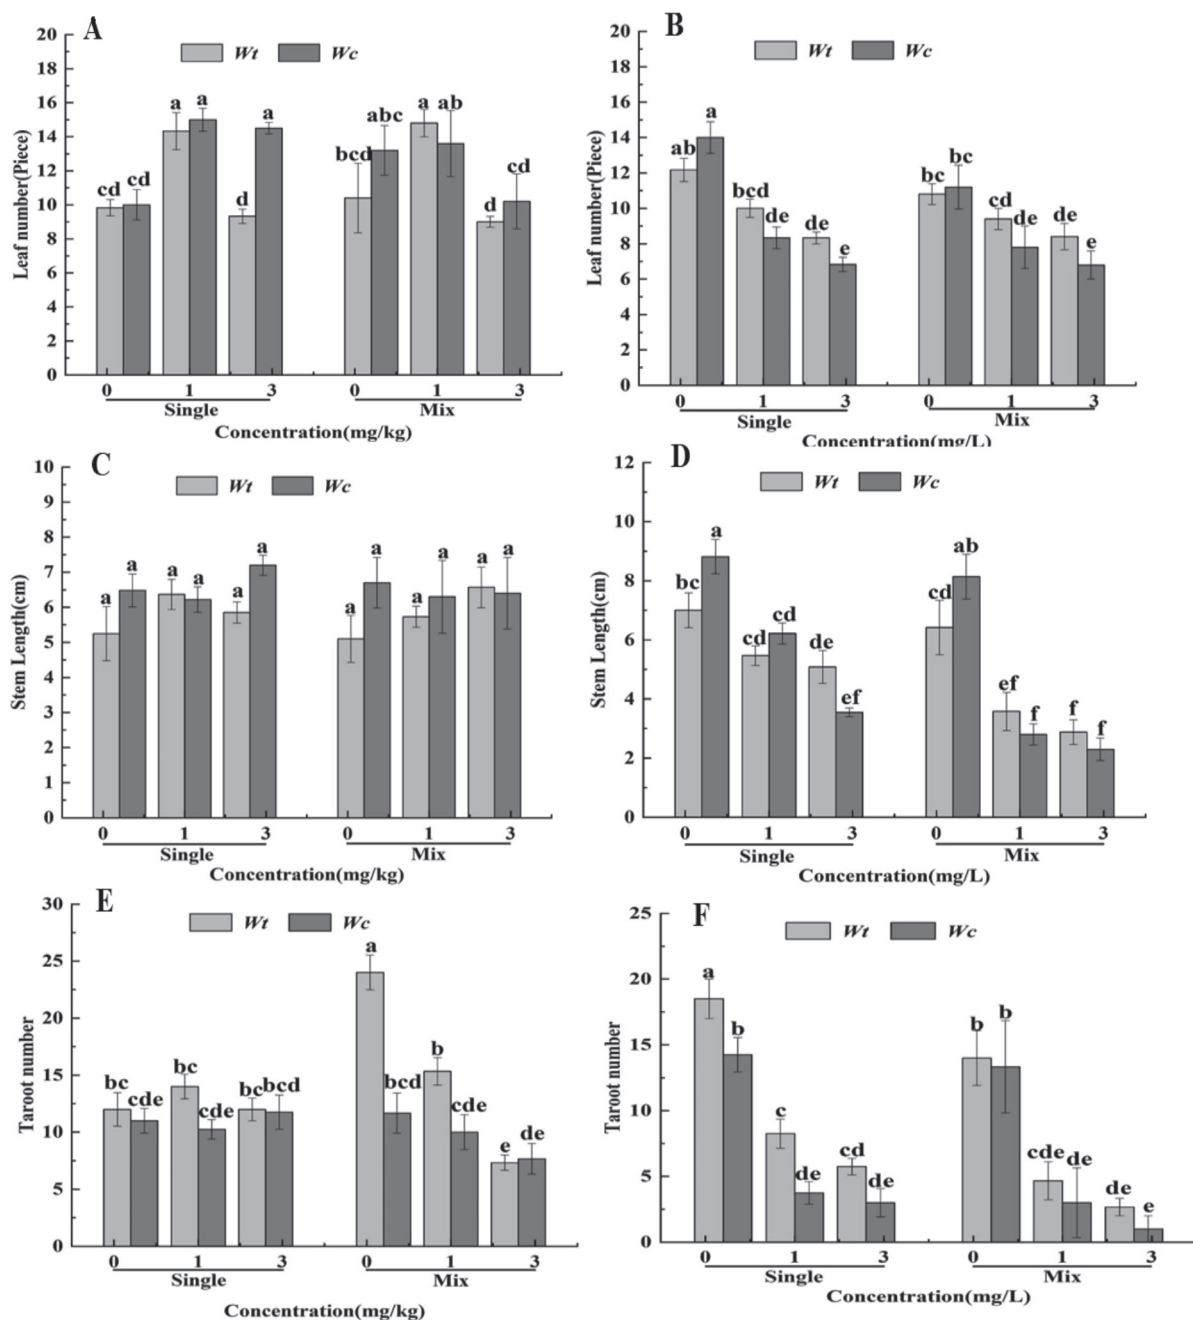 A
Wt Wc
20
18
16
14
12
10
8
6
4
2
0
Leaf number(Piece)
cd cd a a d a
bcd abc a ab d cd
0 1 3 0 1 3
Single Mix
Concentration(mg/kg)
B
Wt Wc
20
18
16
14
12
10
8
6
4
2
0
Leaf number(Piece)
ab a bcd de de e
bc bc cd de de e
0 1 3 0 1 3
Single Mix
Concentration(mg/L)
C
Wt Wc
10
9
8
7
6
5
4
3
2
1
0
Stem Length(cm)
a a a a a a
a a a a a a
0 1 3 0 1 3
Single Mix
Concentration(mg/kg)
D
Wt Wc
12
10
8
6
4
2
0
Stem Length(cm)
bc a cd cd de ef
cd ab ef f f f
0 1 3 0 1 3
Single Mix
Concentration(mg/L)
E
Wt Wc
30
25
20
15
10
5
0
Taroot number
bc cde bc cde bc bcd
a bcd b cde e de
0 1 3 0 1 3
Single Mix
Concentration(mg/kg)
F
Wt Wc
25
20
15
10
5
0
Taroot number
a b c de cd de
b b cde de de e
0 1 3 0 1 3
Single Mix
Concentration(mg/L)